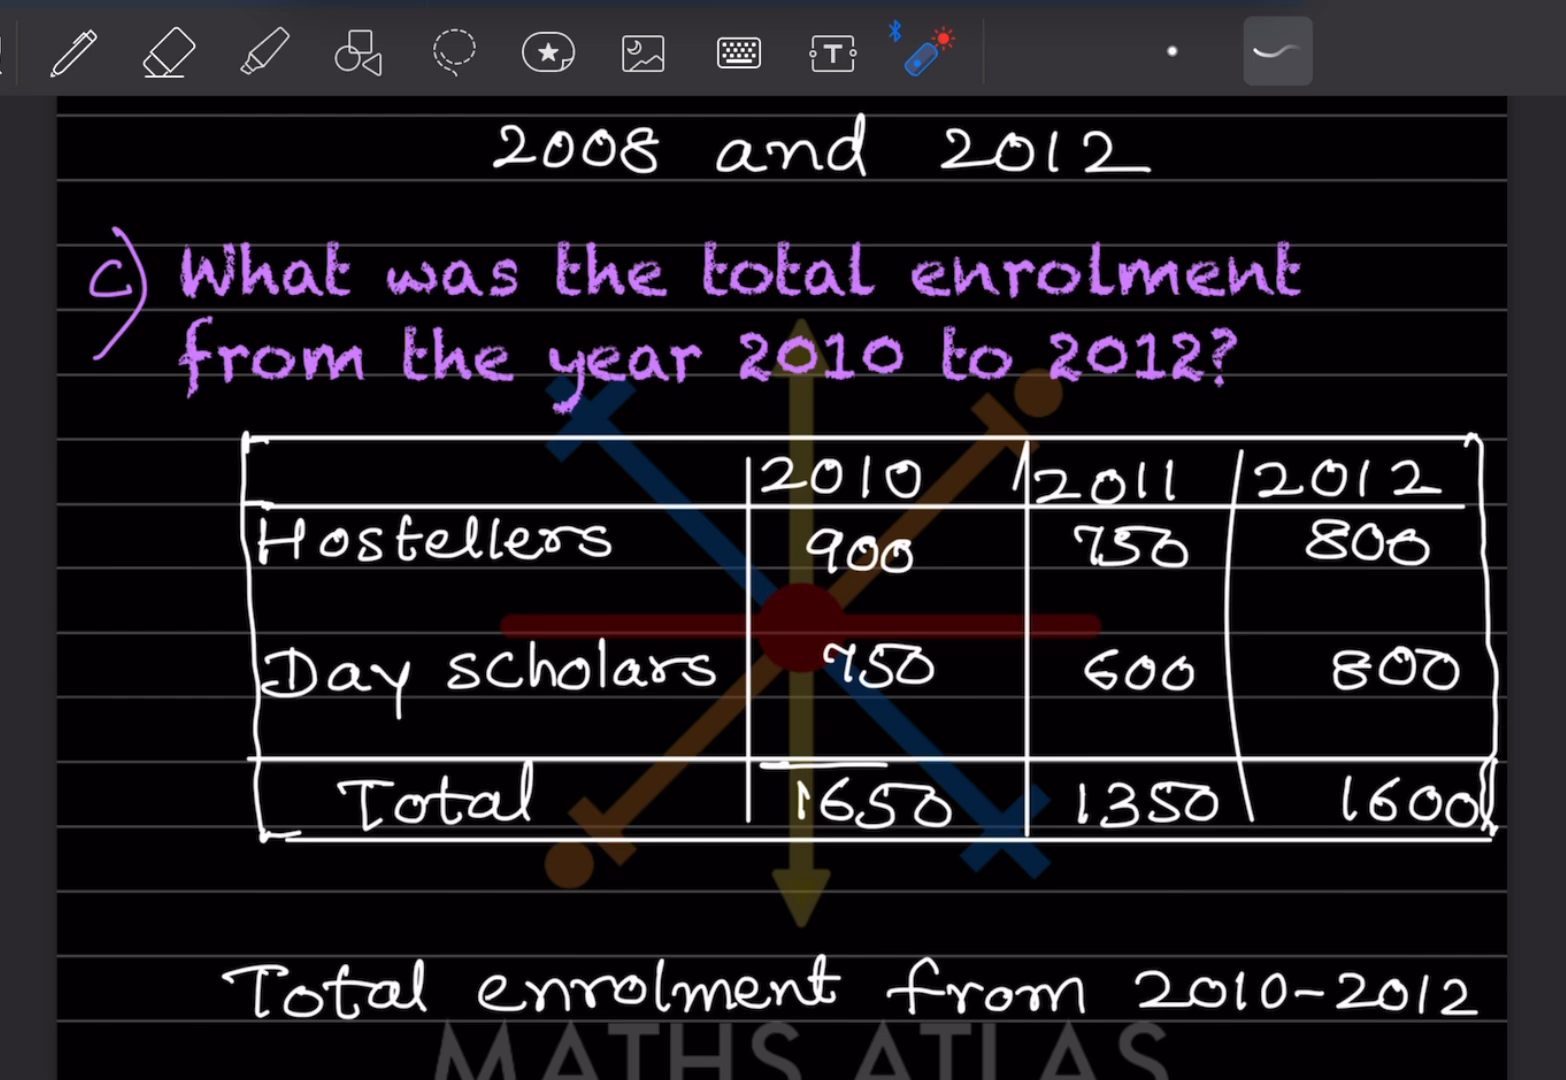 2008 and 2012
c) What was the total enrolment
from the year 2010 to 2012?
2010 2011 2012
Hostellers 900 750 800
Day scholars 750 600 800
Total 1650 1350 1600
Total enrolment from 2010-2012
MATHS ATLAS